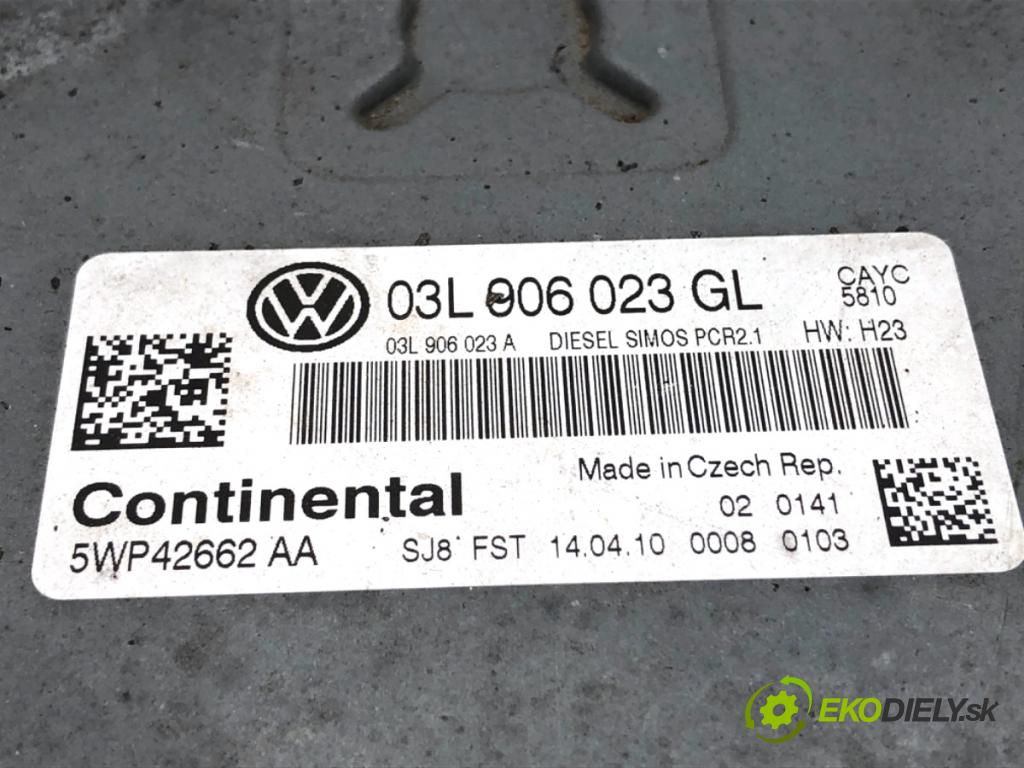 03L 906 023 GL
CAYC
5810
03L 906 023 A DIESEL SIMOS PCR2.1 HW: H23
Continental
Made in Czech Rep.
02 0141
5WP42662 AA SJ8 FST 14.04.10 0008 0103
EKODIELY.sk